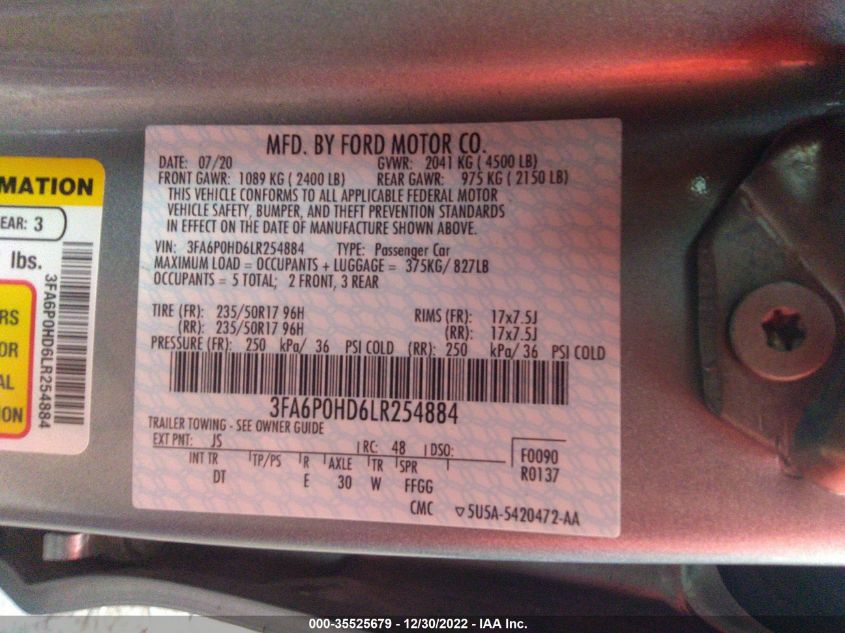 MFD. BY FORD MOTOR CO.
DATE: 07/20 GVWR: 2041 KG ( 4500 LB)
FRONT GAWR: 1089 KG ( 2400 LB) REAR GAWR: 975 KG ( 2150 LB)
THIS VEHICLE CONFORMS TO ALL APPLICABLE FEDERAL MOTOR
VEHICLE SAFETY, BUMPER, AND THEFT PREVENTION STANDARDS
IN EFFECT ON THE DATE OF MANUFACTURE SHOWN ABOVE.
VIN: 3FA6P0HD6LR254884 TYPE: Passenger Car
MAXIMUM LOAD = OCCUPANTS + LUGGAGE = 375KG/ 827LB
OCCUPANTS = 5 TOTAL; 2 FRONT, 3 REAR
TIRE (FR): 235/50R17 96H RIMS (FR): 17x7.5J
(RR): 235/50R17 96H (RR): 17x7.5J
PRESSURE (FR): 250 kPa/ 36 PSI COLD (RR): 250 kPa/ 36 PSI COLD
3FA6P0HD6LR254884
TRAILER TOWING - SEE OWNER GUIDE
EXT PNT: JS RC: 48 DSO: F0090
INT TR TP/PS R AXLE TR SPR R0137
DT E 30 W FFGG
CMC ▽5U5A-5420472-AA
RMATION
EAR: 3
lbs.
RS
OR
AL
ION
3FA6P0HD6LR254884
000-35525679 - 12/30/2022 - IAA Inc.